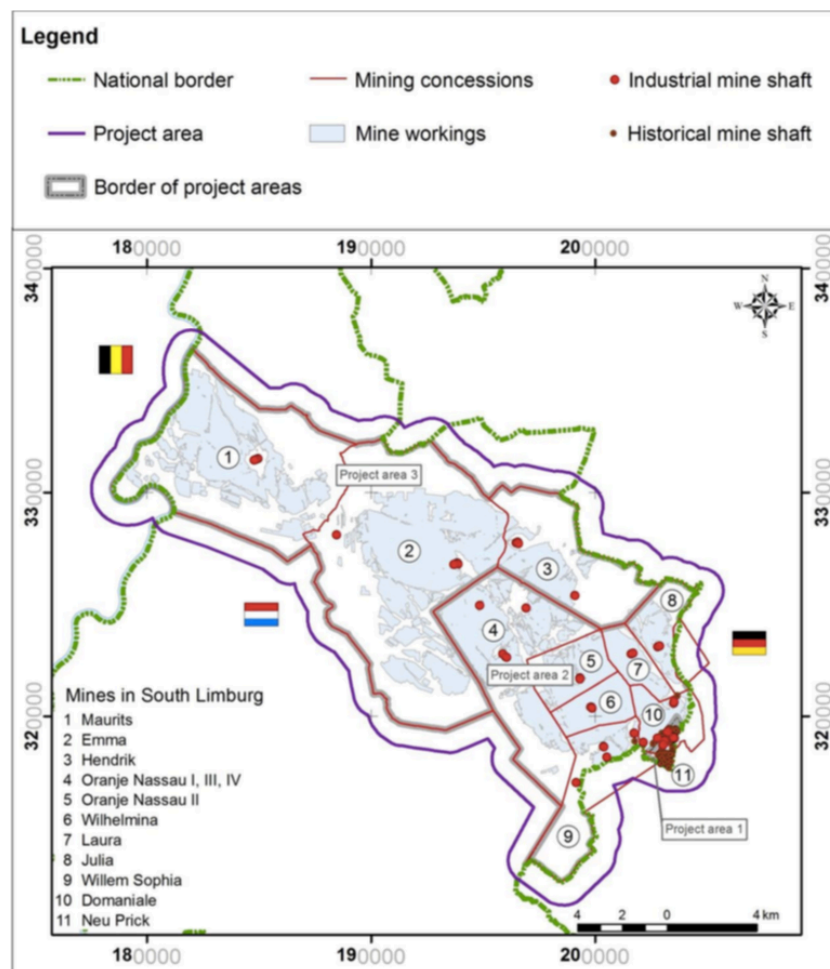 Legend
National border
Mining concessions
Industrial mine shaft
Project area
Mine workings
Historical mine shaft
Border of project areas
180000 190000 200000
340000 340000
N
W E
S
1
Project area 3
330000 330000
2
3
8
4
5
Project area 2
7
6
10
320000 320000
11
Project area 1
9
Mines in South Limburg
1 Maurits
2 Emma
3 Hendrik
4 Oranje Nassau I, III, IV
5 Oranje Nassau II
6 Wilhelmina
7 Laura
8 Julia
9 Willem Sophia
10 Domaniale
11 Neu Prick
4 2 0 4 km
180000 190000 200000